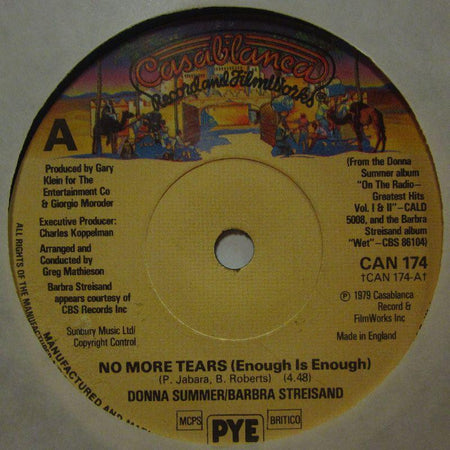 Casablanca
Record and FilmWorks
A
Produced by Gary
Klein for The
Entertainment Co
& Giorgio Moroder
Executive Producer:
Charles Koppelman
Arranged and
Conducted by
Greg Mathieson
Barbra Streisand
appears courtesy of
CBS Records Inc
Sunbury Music Ltd/
Copyright Control
(From the Donna
Summer album
"On The Radio–
Greatest Hits
Vol. I & II"–CALD
5008, and the Barbra
Streisand album
"Wet"–CBS 86104)
CAN 174
†CAN 174-A†
Ⓟ 1979 Casablanca
Record &
FilmWorks Inc
Made in England
NO MORE TEARS (Enough Is Enough)
(P. Jabara, B. Roberts) (4.48)
DONNA SUMMER/BARBRA STREISAND
MCPS
PYE
BRITICO
ALL RIGHTS OF THE MANUFACTUR
MANUFACTURED AND